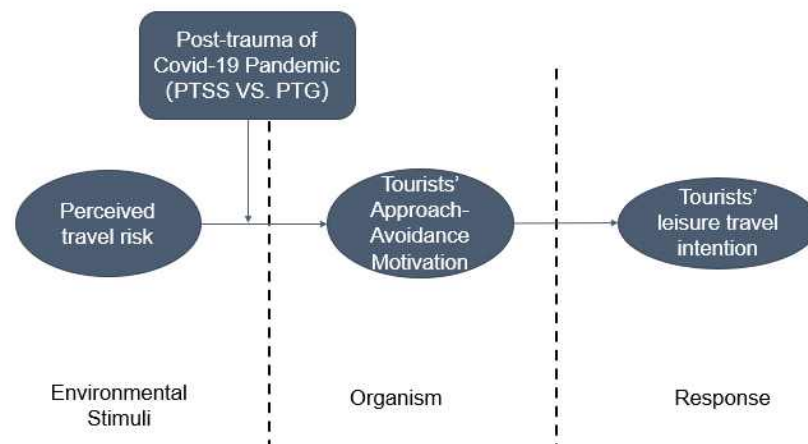 Post-trauma of
Covid-19 Pandemic
(PTSS VS. PTG)
Perceived
travel risk
Tourists'
Approach-
Avoidance
Motivation
Tourists'
leisure travel
intention
Environmental
Stimuli
Organism
Response